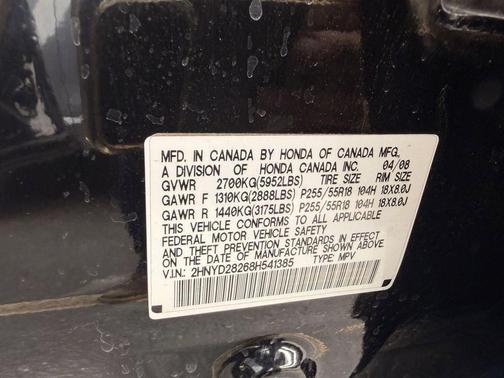 MFD. IN CANADA BY HONDA OF CANADA MFG.,
A DIVISION OF HONDA CANADA INC. 04/08
GVWR 2700KG(5952LBS) TIRE SIZE RIM SIZE
GAWR F 1310KG(2888LBS) P255/55R18 104H 18X8.0J
GAWR R 1440KG(3175LBS) P255/55R18 104H 18X8.0J
THIS VEHICLE CONFORMS TO ALL APPLICABLE
FEDERAL MOTOR VEHICLE SAFETY
AND THEFT PREVENTION STANDARDS IN EFFECT
ON THE DATE OF MANUFACTURE SHOWN ABOVE.
V.I.N: 2HNYD28268H541385 TYPE: MPV